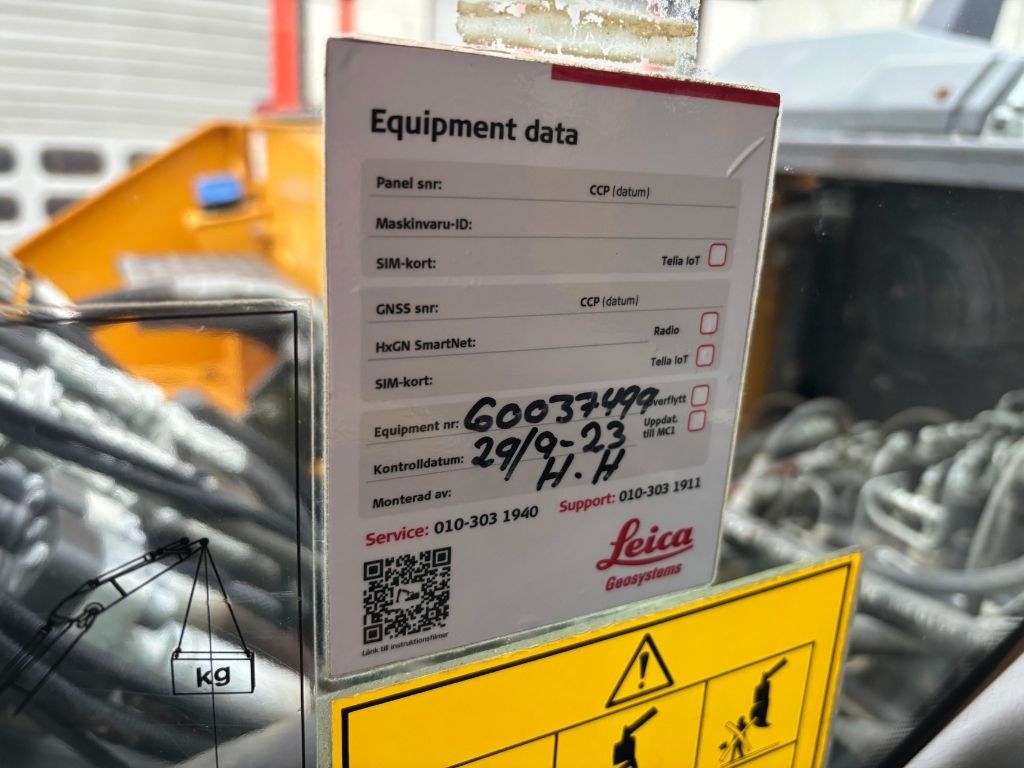 Equipment data
Panel snr: CCP (datum)
Maskinvaru-ID:
SIM-kort: Telia IoT
GNSS snr: CCP (datum)
HxGN SmartNet: Radio
Telia IoT
SIM-kort:
Equipment nr: 60037499 Överflytt
Kontrolldatum: 29/9-23 Uppdat. till MC1
Monterad av: H.H
Service: 010-303 1940 Support: 010-303 1911
Leica
Geosystems
Länk till instruktionsfilmer
kg